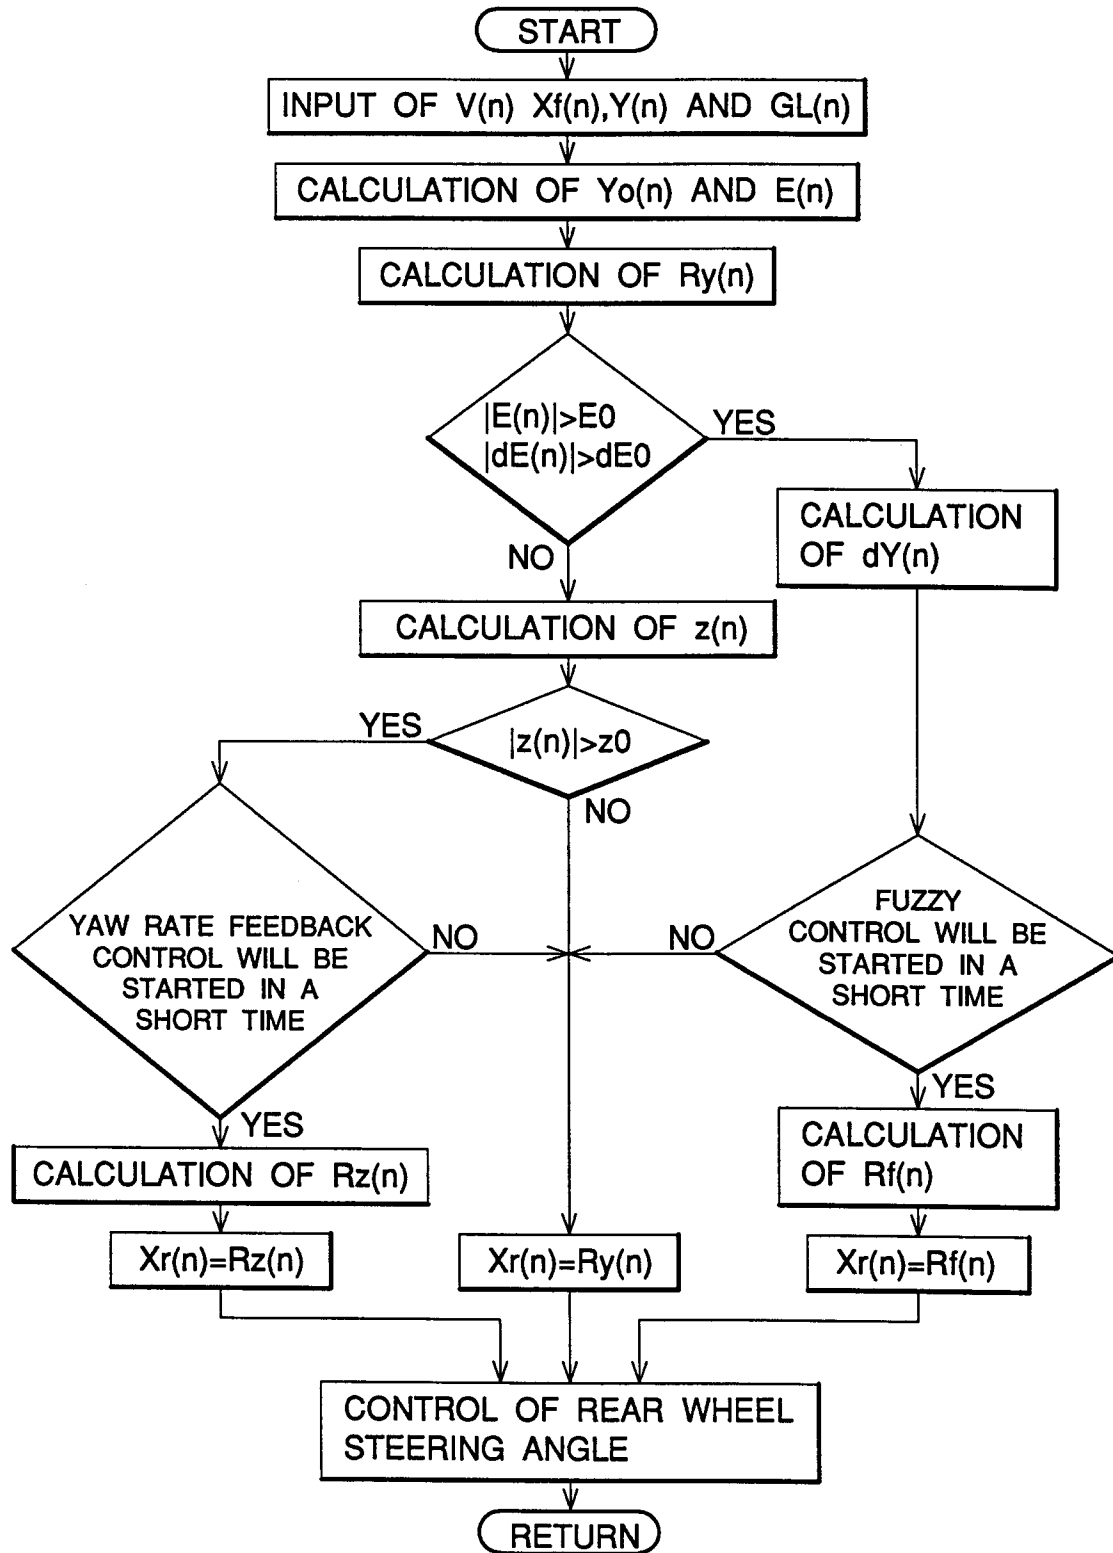 START
INPUT OF V(n) Xf(n),Y(n) AND GL(n)
CALCULATION OF Yo(n) AND E(n)
CALCULATION OF Ry(n)
|E(n)|>E0
|dE(n)|>dE0
YES
NO
CALCULATION
OF dY(n)
CALCULATION OF z(n)
YES
|z(n)|>z0
NO
YAW RATE FEEDBACK
CONTROL WILL BE
STARTED IN A
SHORT TIME
NO
NO
FUZZY
CONTROL WILL BE
STARTED IN A
SHORT TIME
YES
YES
CALCULATION OF Rz(n)
CALCULATION
OF Rf(n)
Xr(n)=Rz(n)
Xr(n)=Ry(n)
Xr(n)=Rf(n)
CONTROL OF REAR WHEEL
STEERING ANGLE
RETURN